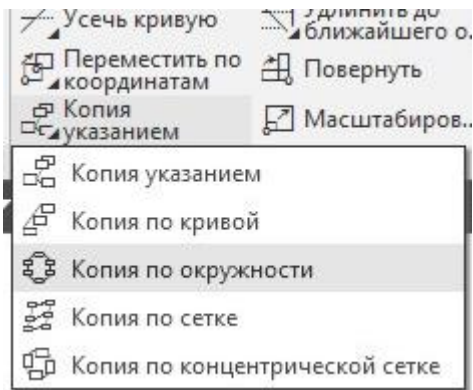 Усечь кривую
Удлинить до ближайшего о.
Переместить по координатам
Повернуть
Копия указанием
Масштабиров..
Копия указанием
Копия по кривой
Копия по окружности
Копия по сетке
Копия по концентрической сетке